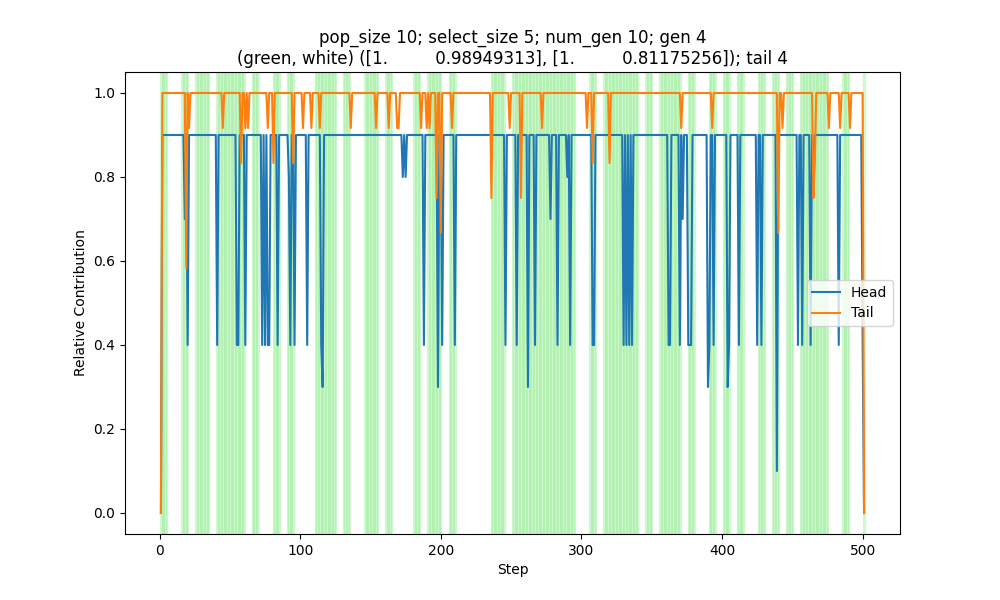 pop_size 10; select_size 5; num_gen 10; gen 4
(green, white) ([1.          0.98949313], [1.          0.81175256]); tail 4
Relative Contribution
1.0
0.8
0.6
0.4
0.2
0.0
Head
Tail
0
100
200
300
400
500
Step